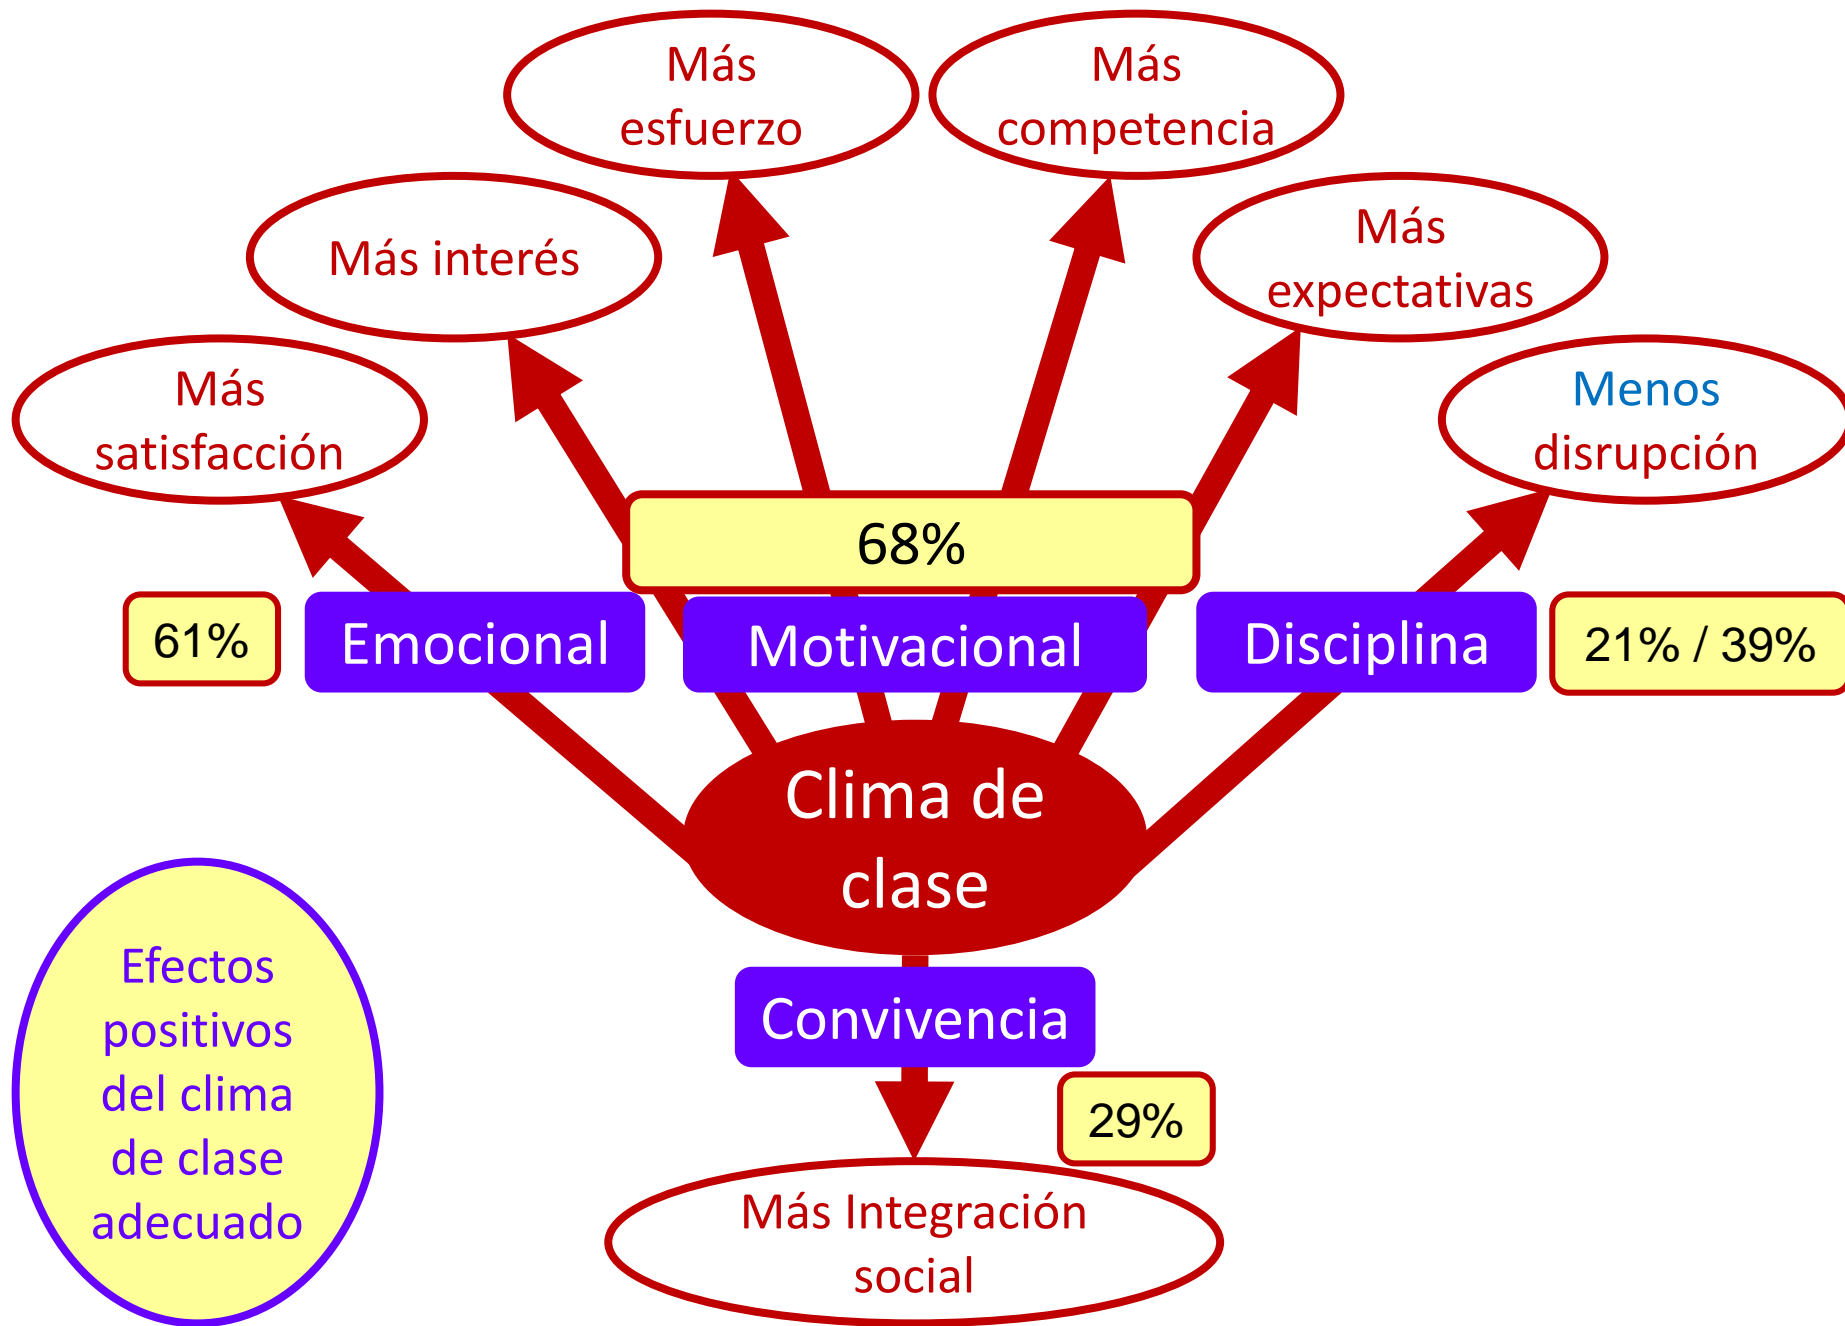 Más
esfuerzo
Más
competencia
Más interés
Más
expectativas
Más
satisfacción
Menos
disrupción
68%
61%
Emocional
Motivacional
Disciplina
21% / 39%
Clima de
clase
Efectos
positivos
del clima
de clase
adecuado
Convivencia
29%
Más Integración
social